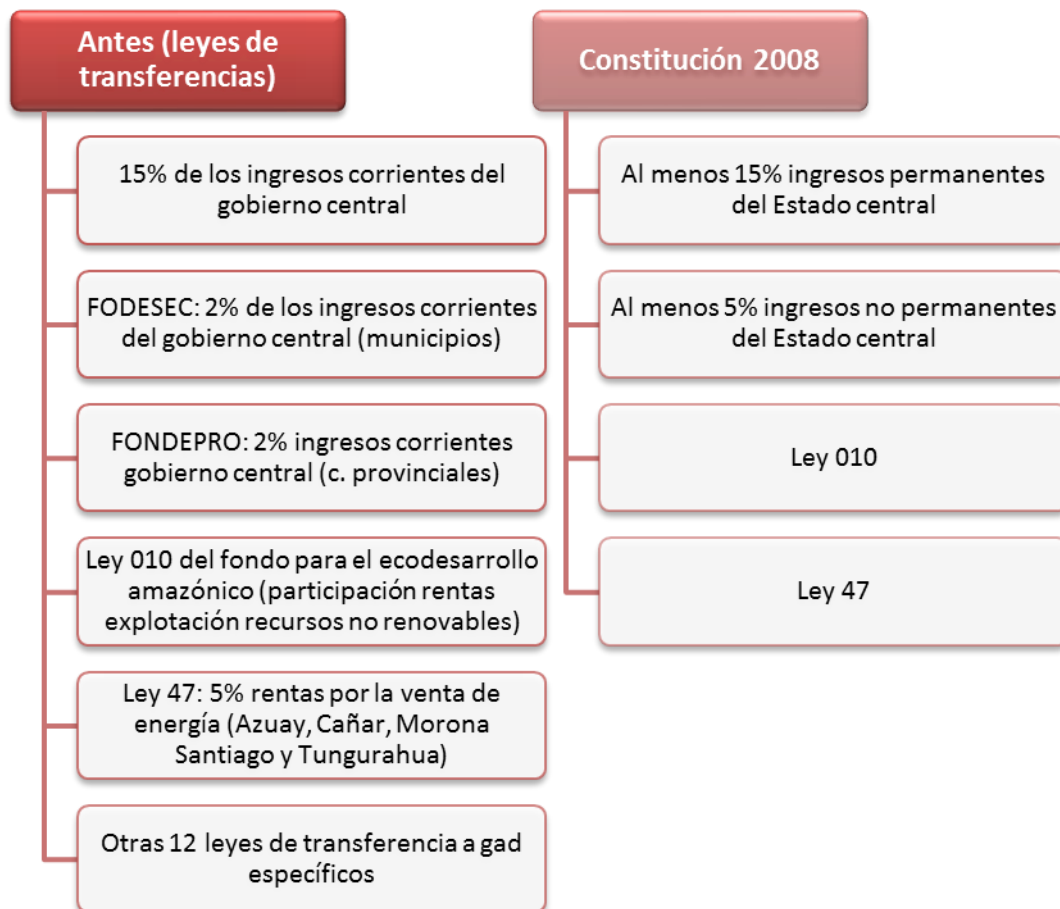 Antes (leyes de
transferencias)
15% de los ingresos corrientes del
gobierno central
FODESEC: 2% de los ingresos corrientes
del gobierno central (municipios)
FONDEPRO: 2% ingresos corrientes
gobierno central (c. provinciales)
Ley 010 del fondo para el ecodesarrollo
amazónico (participación rentas
explotación recursos no renovables)
Ley 47: 5% rentas por la venta de
energía (Azuay, Cañar, Morona
Santiago y Tungurahua)
Otras 12 leyes de transferencia a gad
específicos
Constitución 2008
Al menos 15% ingresos permanentes
del Estado central
Al menos 5% ingresos no permanentes
del Estado central
Ley 010
Ley 47